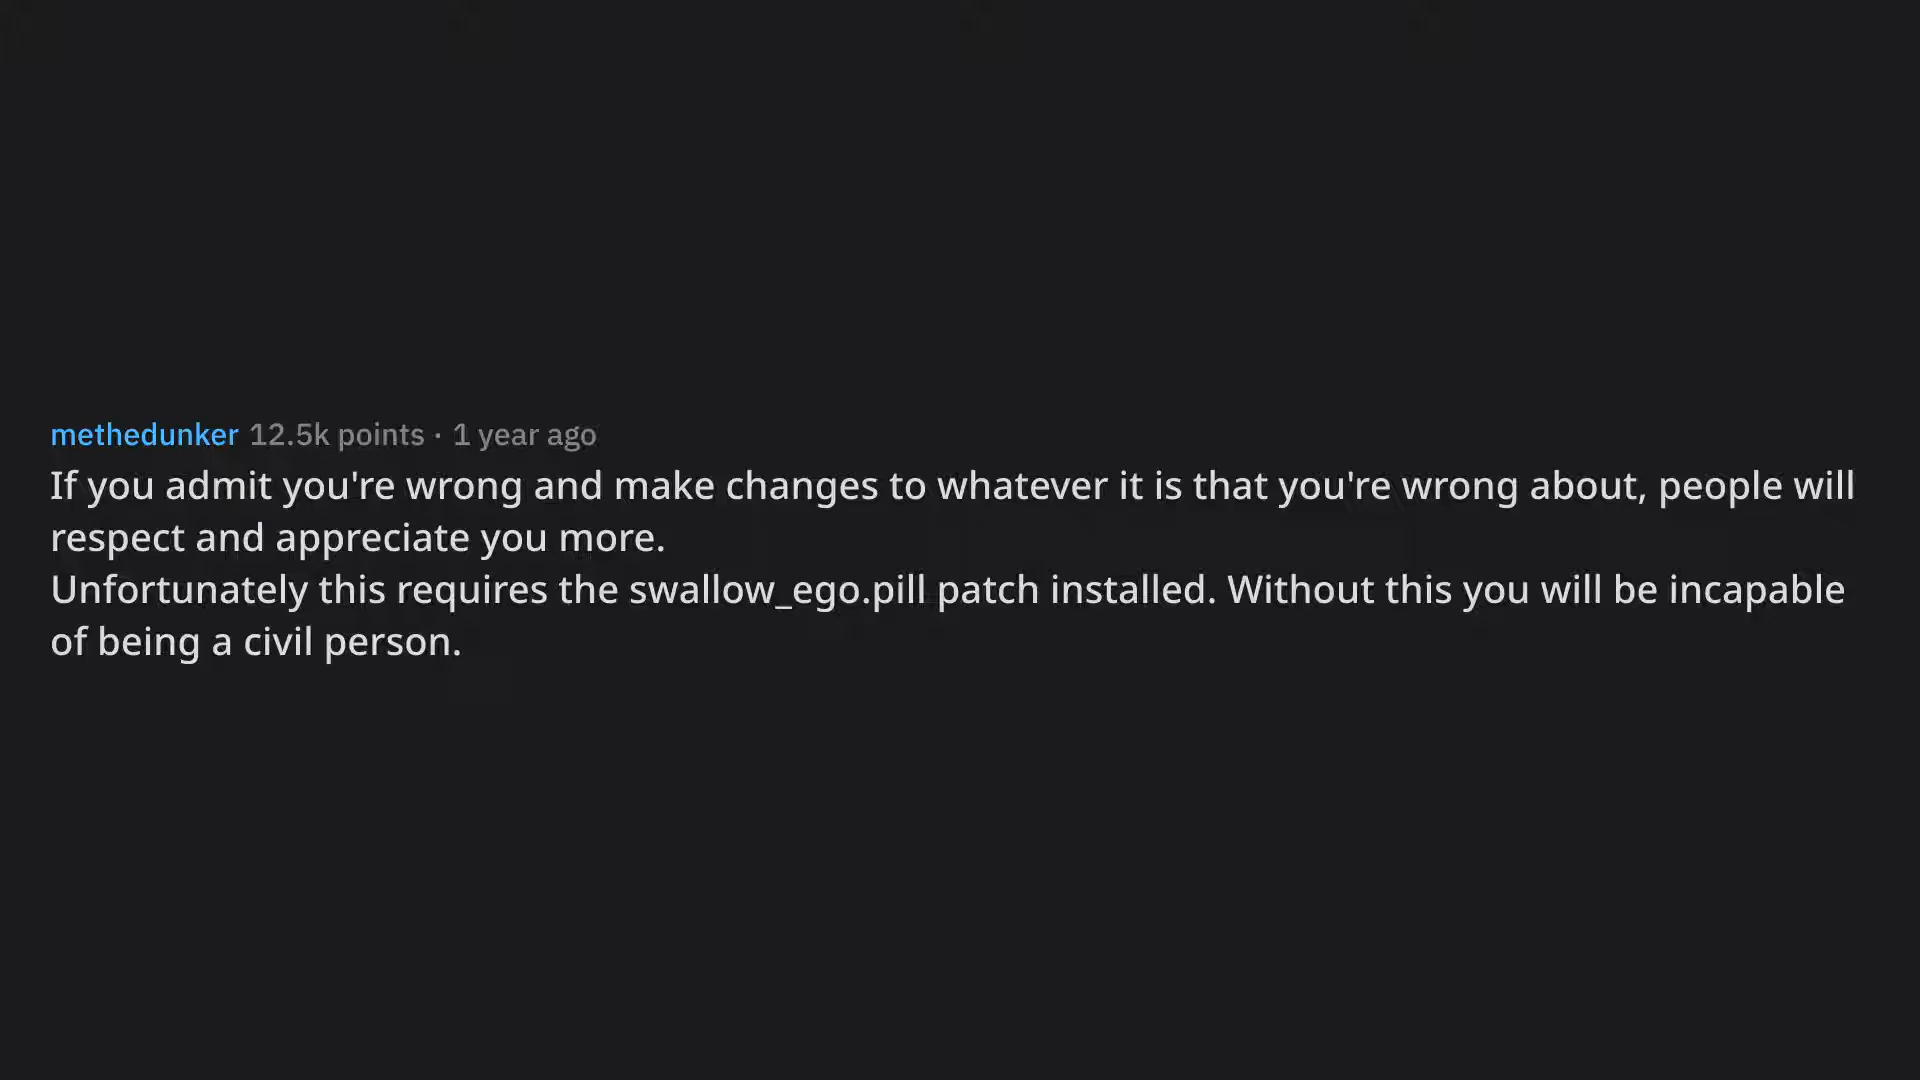 methedunker 12.5k points · 1 year ago
If you admit you're wrong and make changes to whatever it is that you're wrong about, people will
respect and appreciate you more.
Unfortunately this requires the swallow_ego.pill patch installed. Without this you will be incapable
of being a civil person.